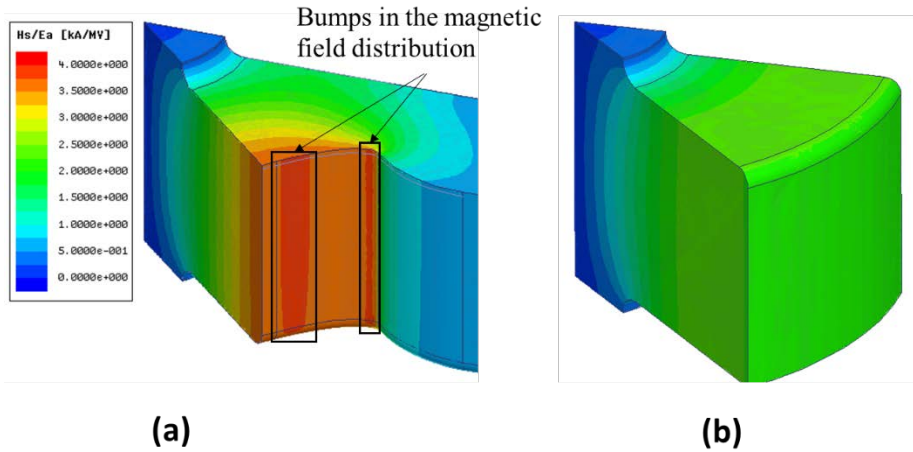 Bumps in the magnetic
field distribution
Hs/Ea [kA/MV]
4.0000e+000
3.5000e+000
3.0000e+000
2.5000e+000
2.0000e+000
1.5000e+000
1.0000e+000
5.0000e-001
0.0000e+000
(a)
(b)